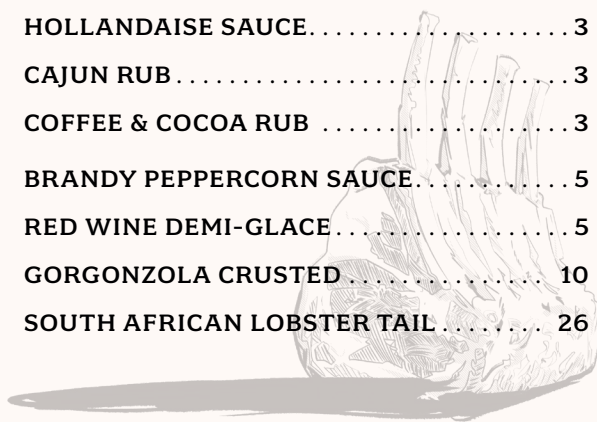 HOLLANDAISE SAUCE. . . . . . . . . . . . . . . . . . . . 3
CAJUN RUB . . . . . . . . . . . . . . . . . . . . . . . . . . . . . . 3
COFFEE & COCOA RUB . . . . . . . . . . . . . . . . . . . 3
BRANDY PEPPERCORN SAUCE. . . . . . . . . . . . 5
RED WINE DEMI-GLACE. . . . . . . . . . . . . . . . . . 5
GORGONZOLA CRUSTED . . . . . . . . . . . . . . . 10
SOUTH AFRICAN LOBSTER TAIL . . . . . . . . 26